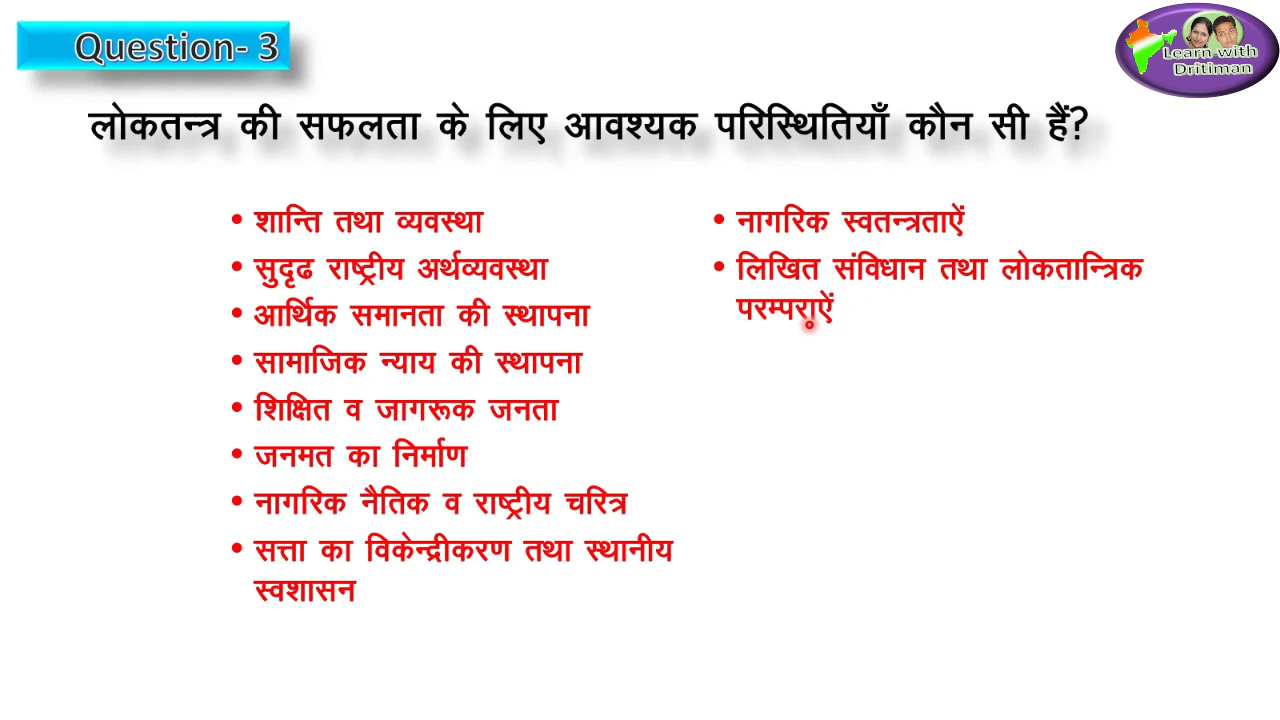 Question- 3
Learn with
Dritiman
लोकतन्त्र की सफलता के लिए आवश्यक परिस्थितियाँ कौन सी हैं?
• शान्ति तथा व्यवस्था
• सुदृढ राष्ट्रीय अर्थव्यवस्था
• आर्थिक समानता की स्थापना
• सामाजिक न्याय की स्थापना
• शिक्षित व जागरूक जनता
• जनमत का निर्माण
• नागरिक नैतिक व राष्ट्रीय चरित्र
• सत्ता का विकेन्द्रीकरण तथा स्थानीय
स्वशासन
• नागरिक स्वतन्त्रताऐं
• लिखित संविधान तथा लोकतान्त्रिक
परम्पराऐं